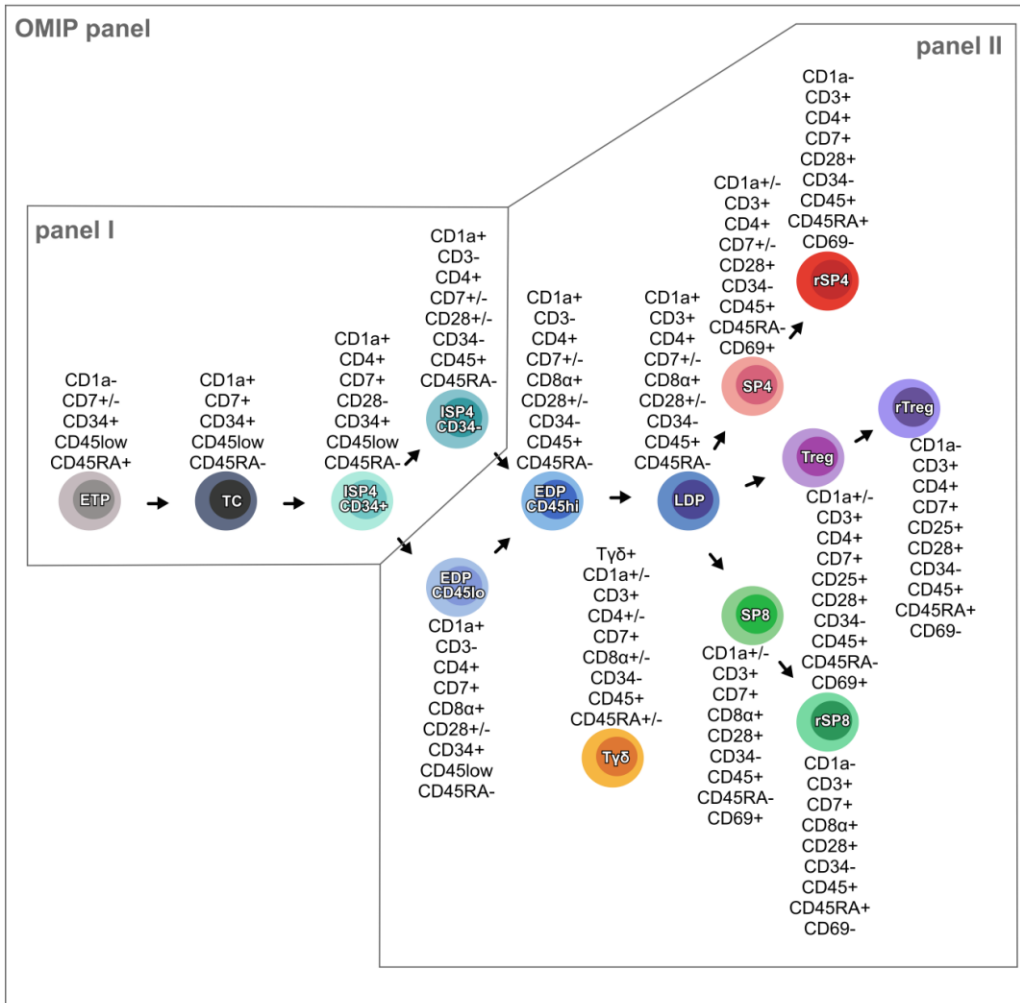 OMIP panel
panel I
CD1a-
CD7+/-
CD34+
CD45low
CD45RA+
ETP
CD1a+
CD7+
CD34+
CD45low
CD45RA-
TC
CD1a+
CD4+
CD7+
CD28-
CD34+
CD45low
CD45RA-
ISP4
CD34+
CD1a+
CD3-
CD4+
CD7+/-
CD28+/-
CD34-
CD45+
CD45RA-
ISP4
CD34-
panel II
EDP
CD45lo
CD1a+
CD3-
CD4+
CD7+
CD8α+
CD28+/-
CD34+
CD45low
CD45RA-
CD1a+
CD3-
CD4+
CD7+/-
CD8α+
CD28+/-
CD34-
CD45+
CD45RA-
EDP
CD45hi
CD1a+
CD3+
CD4+
CD7+/-
CD8α+
CD28+/-
CD34-
CD45+
CD45RA-
LDP
Tγδ+
CD1a+/-
CD3+
CD4+/-
CD7+
CD8α+/-
CD34-
CD45+
CD45RA+/-
Tγδ
CD1a+/-
CD3+
CD4+
CD7+/-
CD28+
CD34-
CD45+
CD45RA-
CD69+
SP4
CD1a-
CD3+
CD4+
CD7+
CD28+
CD34-
CD45+
CD45RA+
CD69-
rSP4
Treg
CD1a+/-
CD3+
CD4+
CD7+
CD25+
CD28+
CD34-
CD45+
CD45RA-
CD69+
rTreg
CD1a-
CD3+
CD4+
CD7+
CD25+
CD28+
CD34-
CD45+
CD45RA+
CD69-
SP8
CD1a+/-
CD3+
CD7+
CD8α+
CD28+
CD34-
CD45+
CD45RA-
CD69+
rSP8
CD1a-
CD3+
CD7+
CD8α+
CD28+
CD34-
CD45+
CD45RA+
CD69-